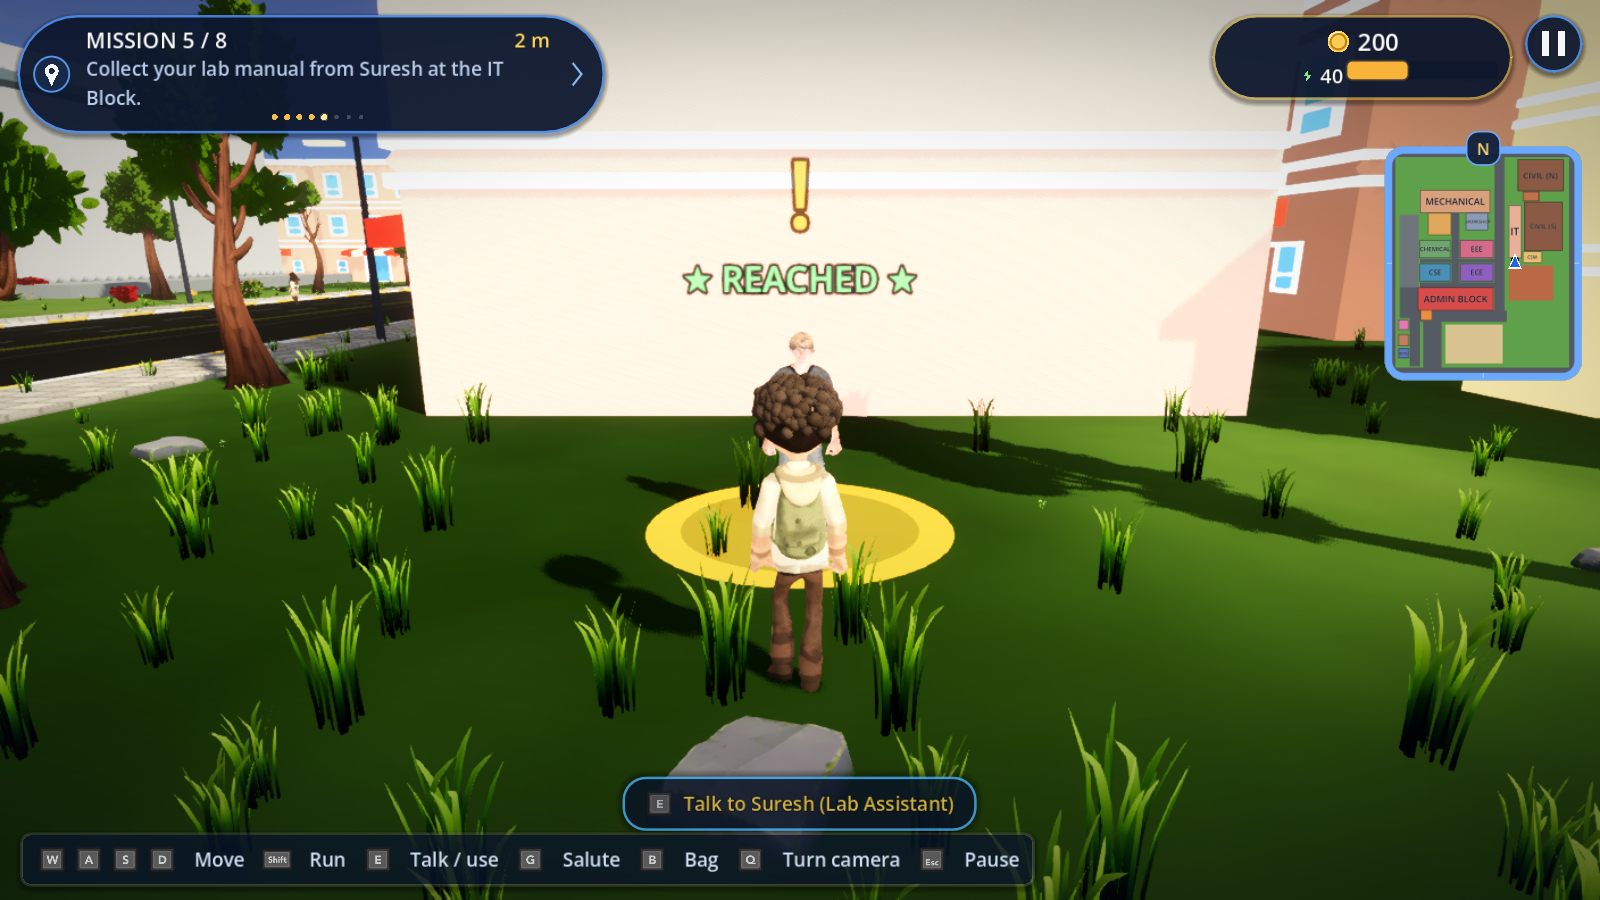 MISSION 5 / 8
2 m
Collect your lab manual from Suresh at the IT
Block.
200
40
N
CIVIL (N)
MECHANICAL
IT
CIVIL (S)
CHEMICAL
EEE
CSE
ECE
ADMIN BLOCK
REACHED
E Talk to Suresh (Lab Assistant)
W A S D Move Shift Run E Talk / use G Salute B Bag Q Turn camera Esc Pause